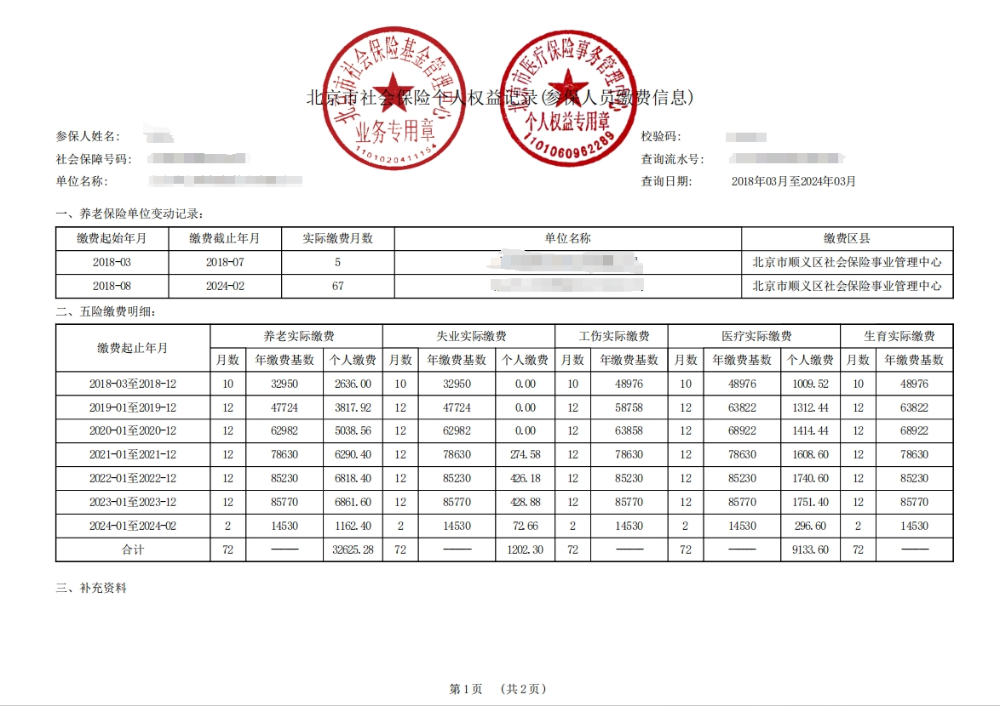 北京市社会保险基金管理中心
业务专用章
1101020411154
北京市医疗保险事务管理中心
个人权益专用章
1101060962289
北京市社会保险个人权益记录(参保人员缴费信息)
参保人姓名: 校验码:
社会保障号码: 查询流水号:
单位名称: 查询日期: 2018年03月至2024年03月
一、养老保险单位变动记录:
缴费起始年月 缴费截止年月 实际缴费月数 单位名称 缴费区县
2018-03 2018-07 5 北京市顺义区社会保险事业管理中心
2018-08 2024-02 67 北京市顺义区社会保险事业管理中心
二、五险缴费明细:
缴费起止年月 养老实际缴费 失业实际缴费 工伤实际缴费 医疗实际缴费 生育实际缴费
月数 年缴费基数 个人缴费 月数 年缴费基数 个人缴费 月数 年缴费基数 月数 年缴费基数 个人缴费 月数 年缴费基数
2018-03至2018-12 10 32950 2636.00 10 32950 0.00 10 48976 10 48976 1009.52 10 48976
2019-01至2019-12 12 47724 3817.92 12 47724 0.00 12 58758 12 63822 1312.44 12 63822
2020-01至2020-12 12 62982 5038.56 12 62982 0.00 12 63858 12 68922 1414.44 12 68922
2021-01至2021-12 12 78630 6290.40 12 78630 274.58 12 78630 12 78630 1608.60 12 78630
2022-01至2022-12 12 85230 6818.40 12 85230 426.18 12 85230 12 85230 1740.60 12 85230
2023-01至2023-12 12 85770 6861.60 12 85770 428.88 12 85770 12 85770 1751.40 12 85770
2024-01至2024-02 2 14530 1162.40 2 14530 72.66 2 14530 2 14530 296.60 2 14530
合计 72 —— 32625.28 72 —— 1202.30 72 —— 72 —— 9133.60 72 ——
三、补充资料
第1页 (共2页)